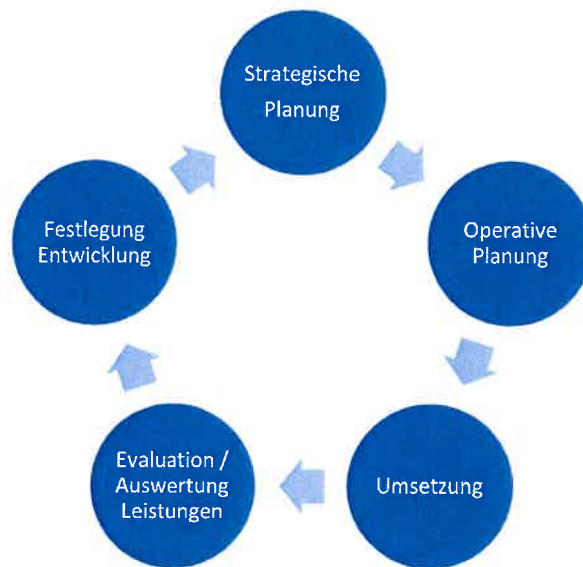 Strategische
Planung
Operative
Planung
Umsetzung
Evaluation /
Auswertung
Leistungen
Festlegung
Entwicklung